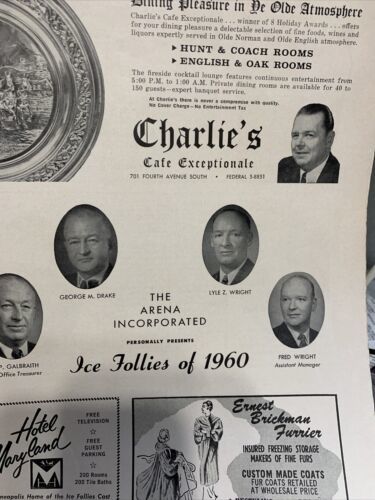 Dining Pleasure in Ye Olde Atmosphere
Charlie's Cafe Exceptionale . . . winner of 8 Holiday Awards . . . offers
for your dining pleasure a delectable selection of fine foods, wines and
liquors expertly served in Olde Norman and Olde English atmosphere.
▸ HUNT & COACH ROOMS
▸ ENGLISH & OAK ROOMS
The fireside cocktail lounge features continuous entertainment from
5:00 P.M. to 1:00 A.M. Private dining rooms are available for 40 to
150 guests—expert banquet service.
At Charlie's there is never a compromise with quality.
No Cover Charge—No Entertainment Tax
Charlie's
Cafe Exceptionale
701 FOURTH AVENUE SOUTH • FEDERAL 5-8851
GEORGE M. DRAKE
LYLE Z. WRIGHT
THE
ARENA
INCORPORATED
PERSONALLY PRESENTS
Ice Follies of 1960
P. GALBRAITH
Office Treasurer
FRED WRIGHT
Assistant Manager
Hotel
Maryland
M
FREE
TELEVISION
☆
FREE
GUEST
PARKING
☆
200 Rooms
200 Tile Baths
neapolis Home of the Ice Follies Cast
Ernest
Brickman
Furrier
INSURED FREEZING STORAGE
MAKERS OF FINE FURS
CUSTOM MADE COATS
FUR COATS RETAILED
AT WHOLESALE PRICE